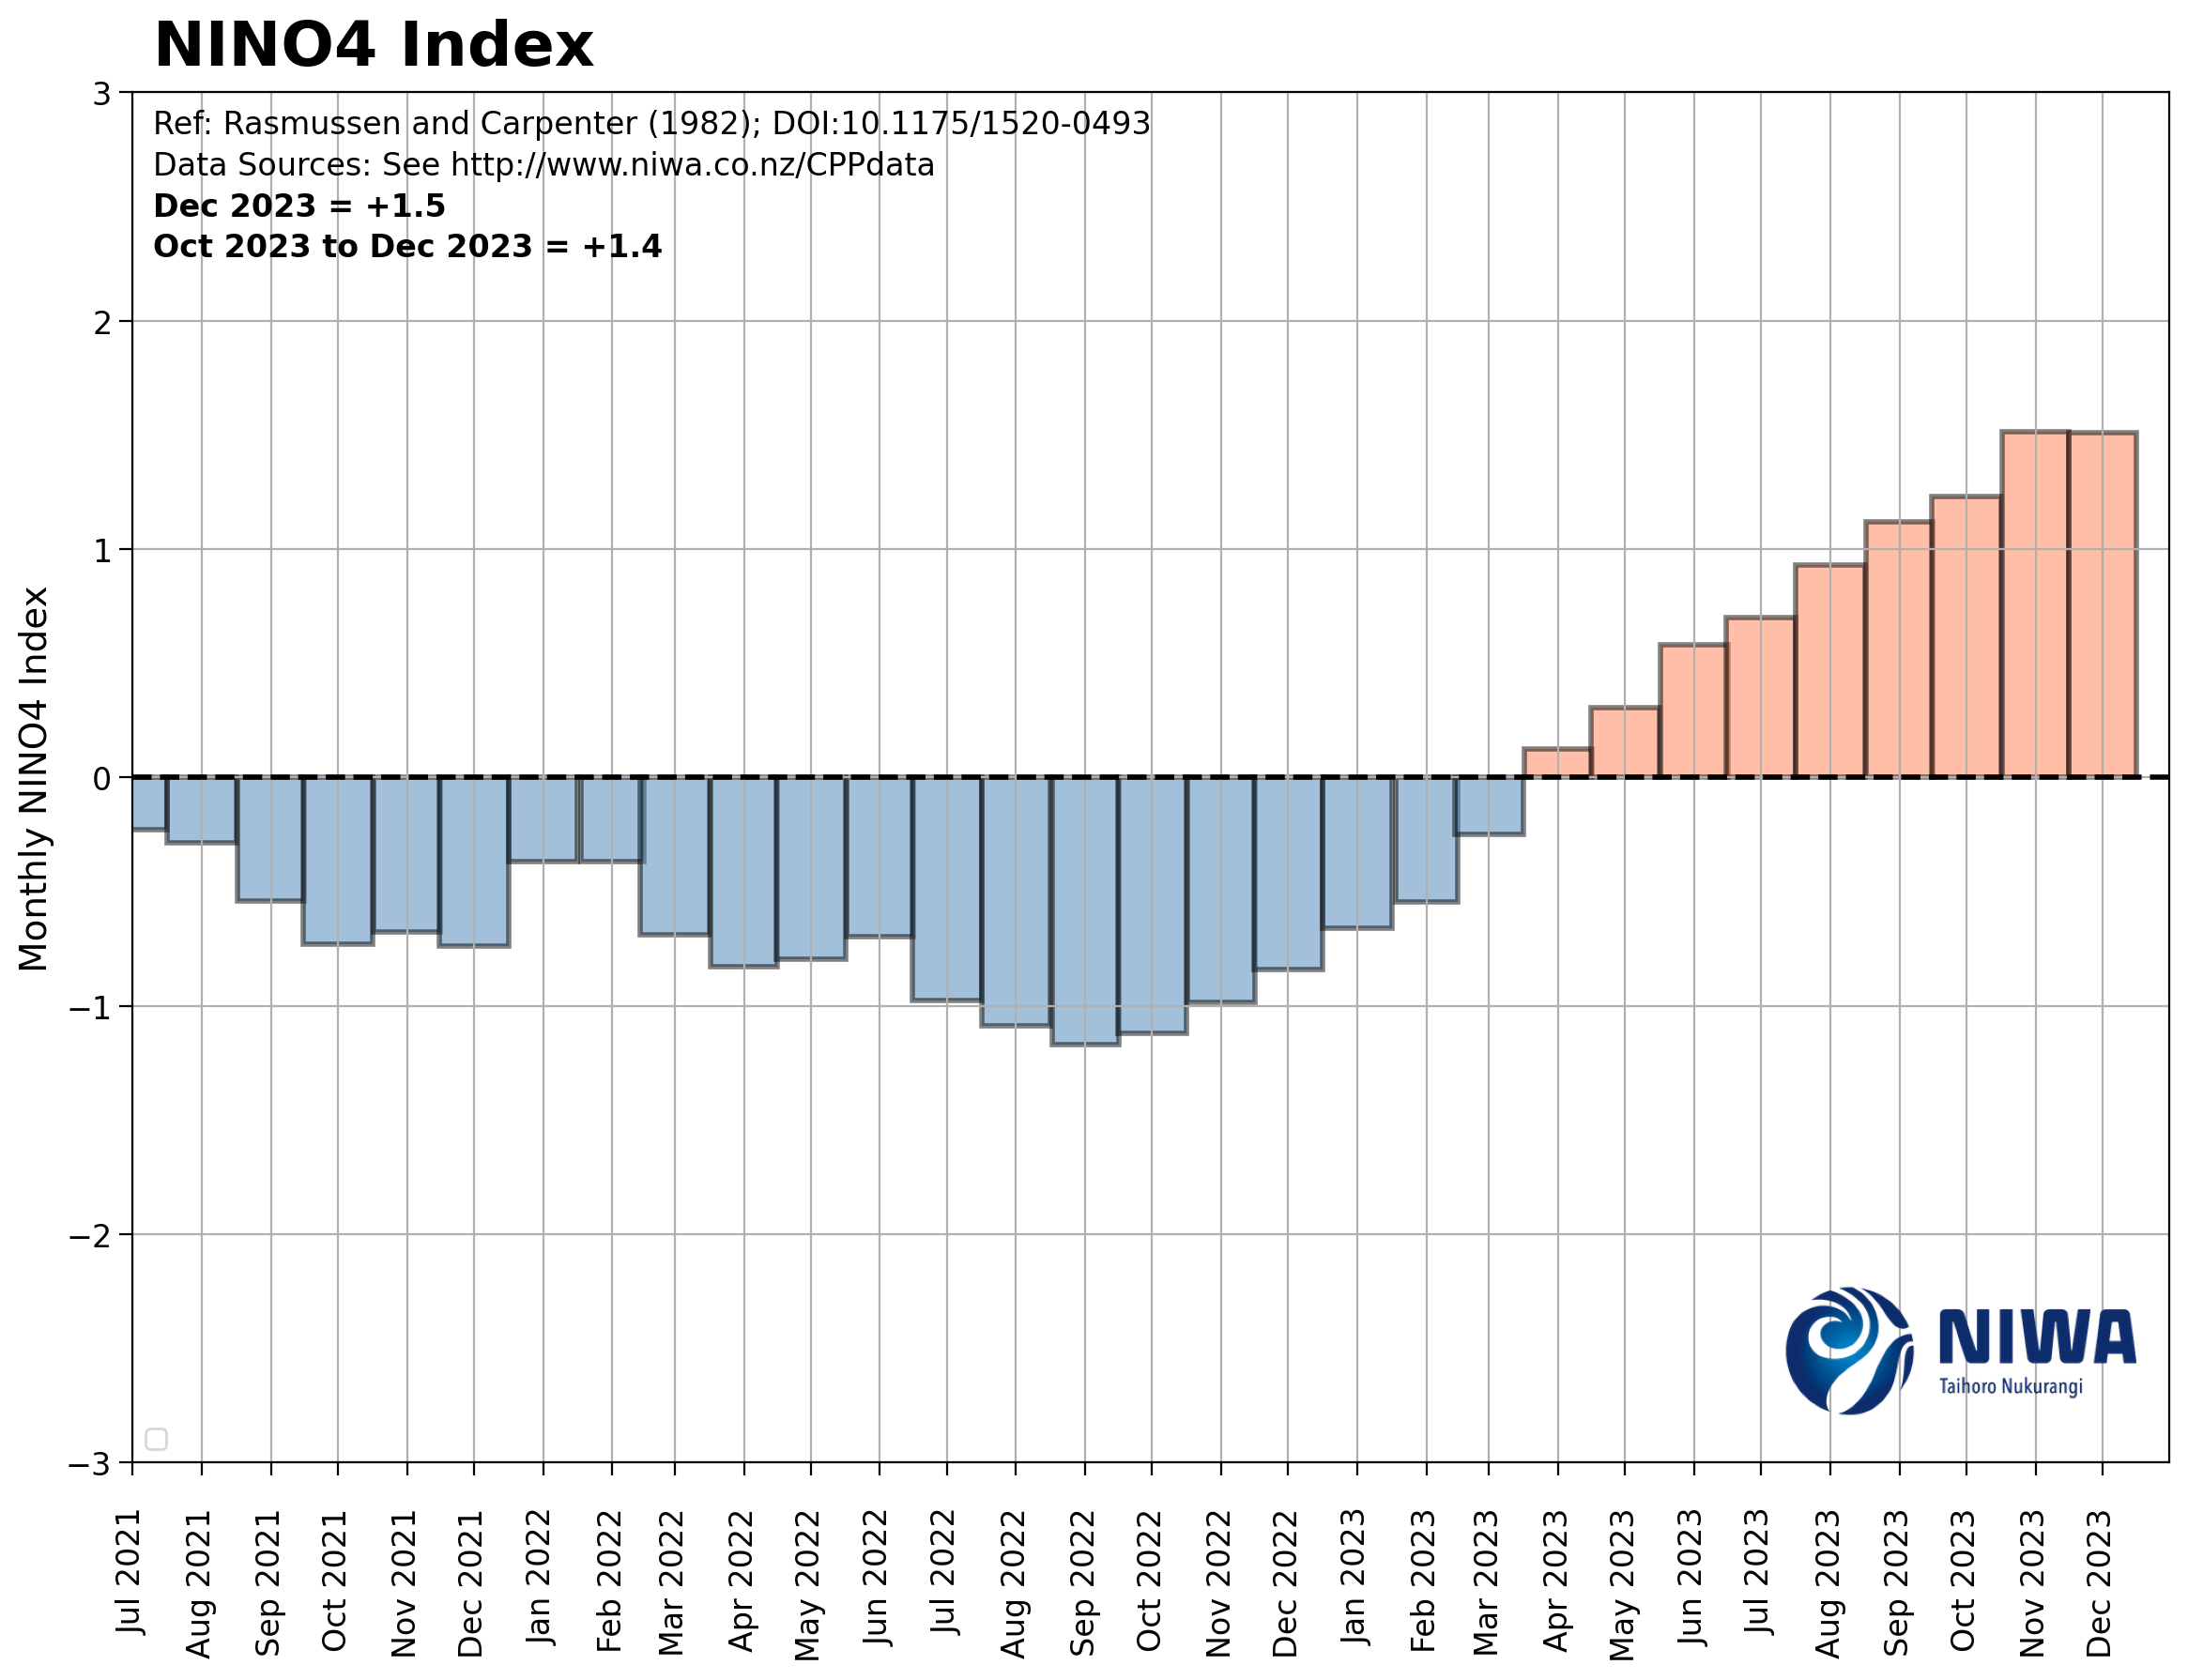 NINO4 Index
Ref: Rasmussen and Carpenter (1982); DOI:10.1175/1520-0493
Data Sources: See http://www.niwa.co.nz/CPPdata
Dec 2023 = +1.5
Oct 2023 to Dec 2023 = +1.4
Monthly NINO4 Index
3
2
1
0
−1
−2
−3
NIWA
Taihoro Nukurangi
Jul 2021
Aug 2021
Sep 2021
Oct 2021
Nov 2021
Dec 2021
Jan 2022
Feb 2022
Mar 2022
Apr 2022
May 2022
Jun 2022
Jul 2022
Aug 2022
Sep 2022
Oct 2022
Nov 2022
Dec 2022
Jan 2023
Feb 2023
Mar 2023
Apr 2023
May 2023
Jun 2023
Jul 2023
Aug 2023
Sep 2023
Oct 2023
Nov 2023
Dec 2023